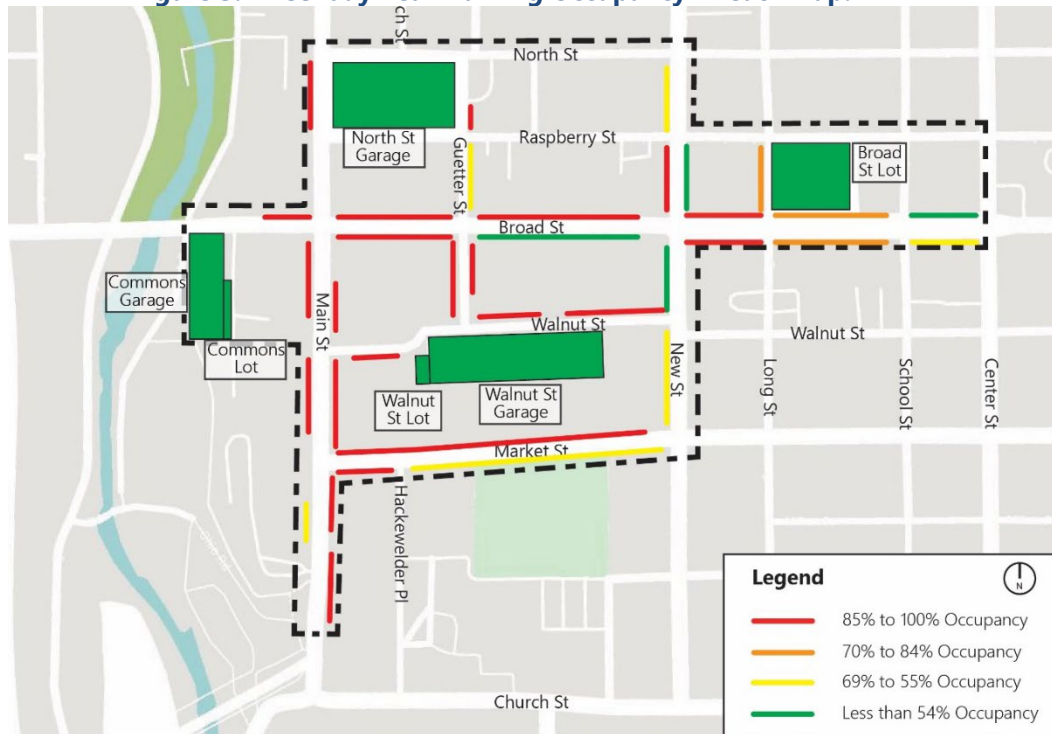 ch St
North St
North St
Garage
Guetter St
Raspberry St
Broad
St Lot
Broad St
Commons
Garage
Commons
Lot
Main St
Walnut St
Walnut St
Walnut
St Lot
Walnut St
Garage
New St
Long St
School St
Center St
Market St
Hackewelder Pl
Church St
Legend
N
85% to 100% Occupancy
70% to 84% Occupancy
69% to 55% Occupancy
Less than 54% Occupancy